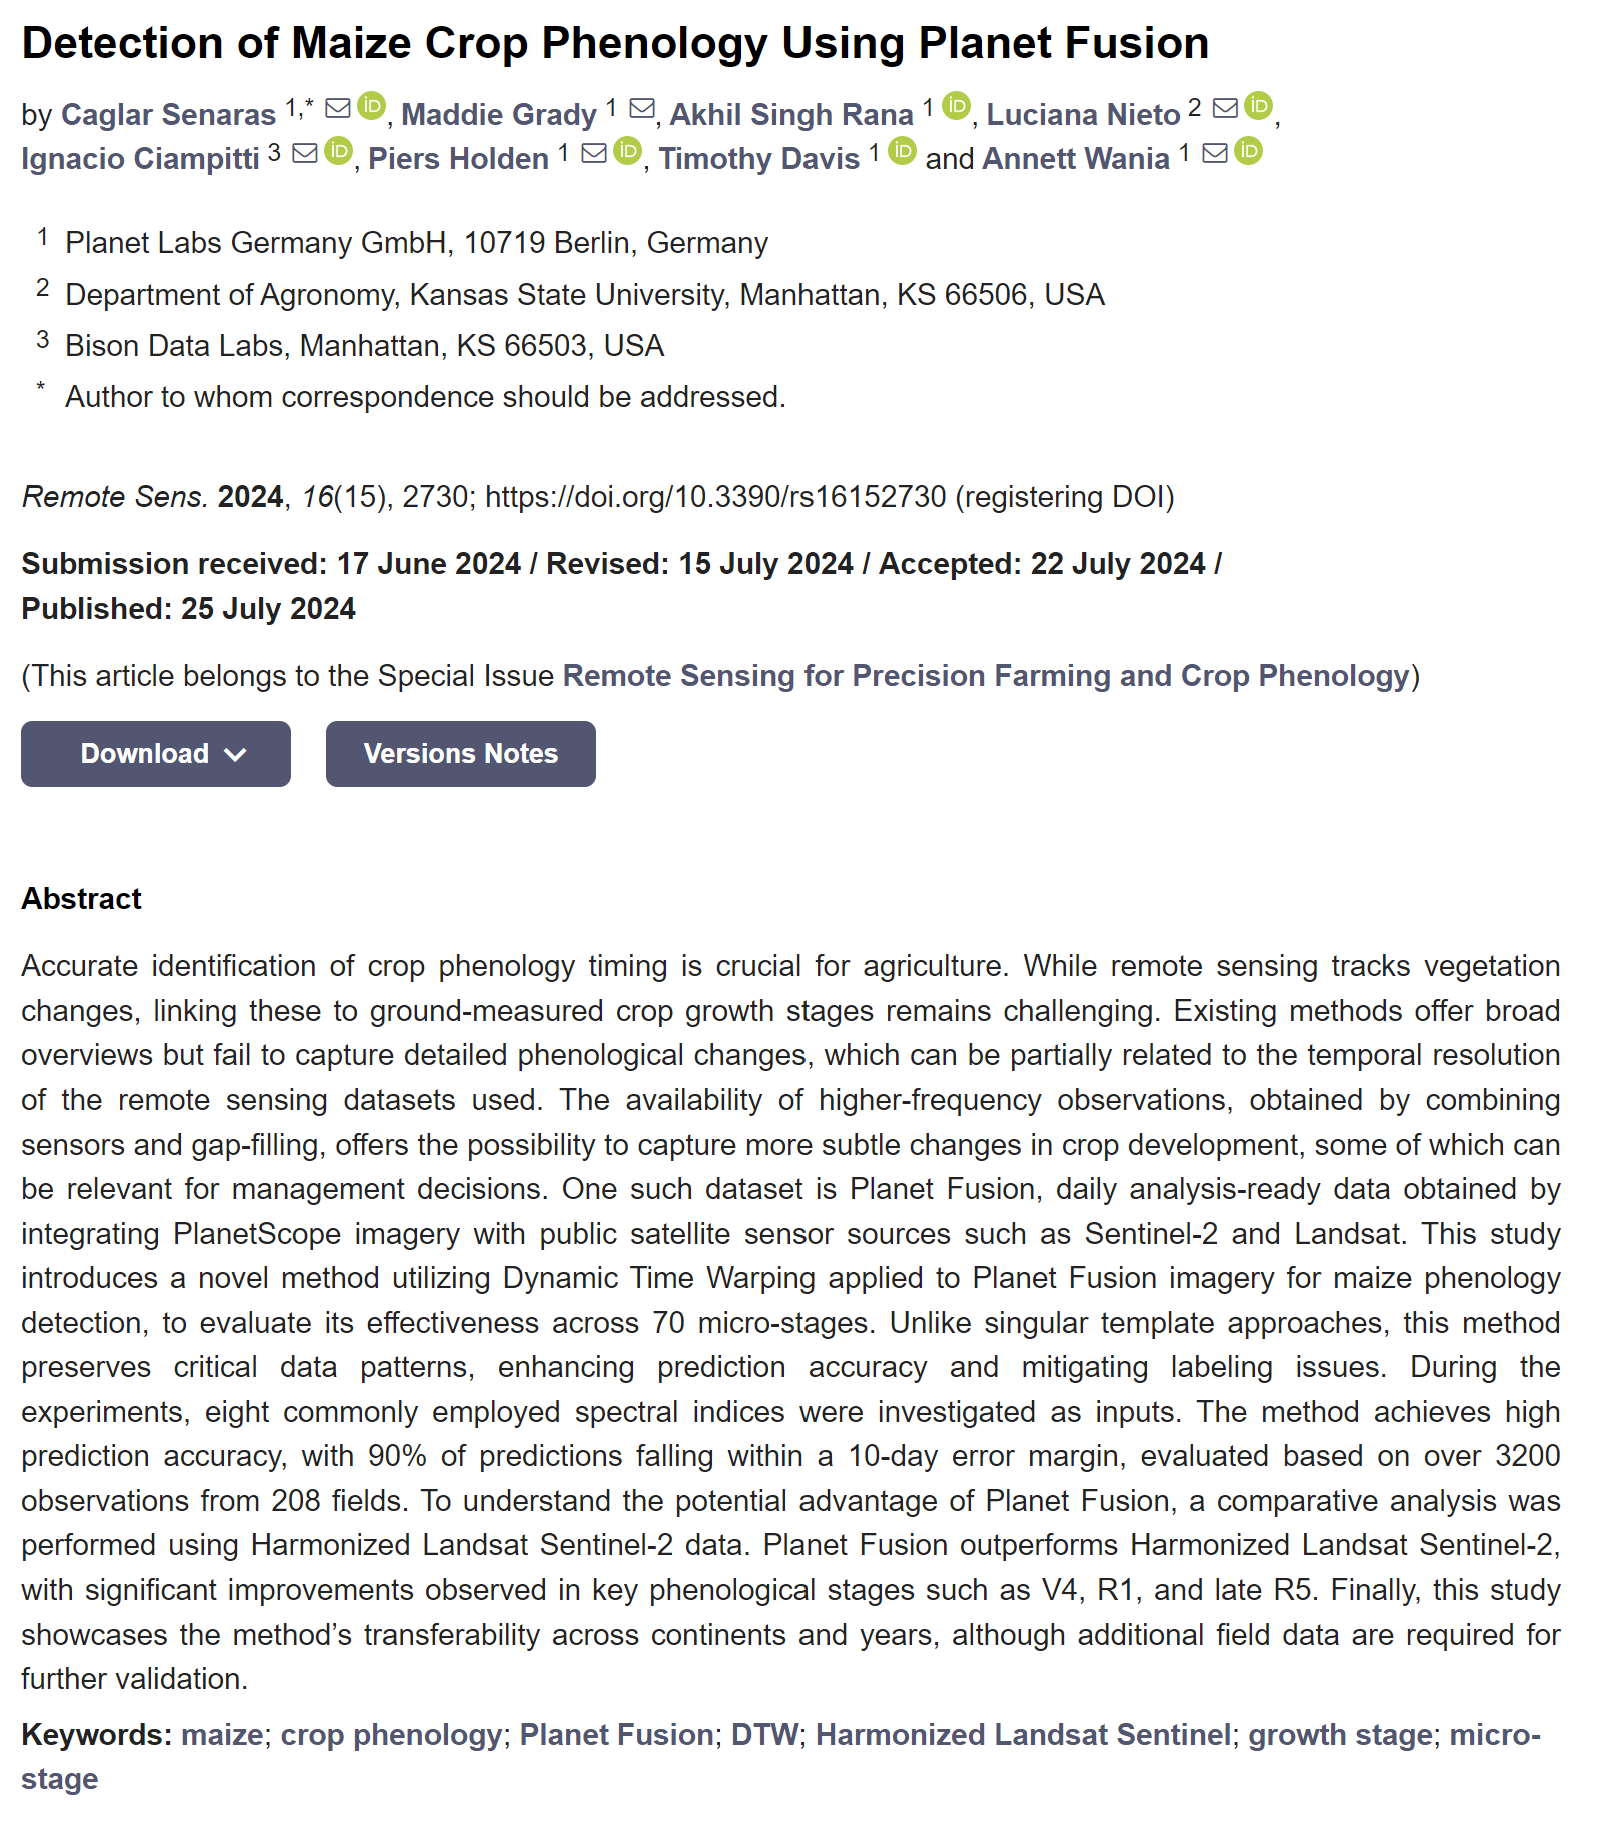 Detection of Maize Crop Phenology Using Planet Fusion
by Caglar Senaras 1,* iD, Maddie Grady 1, Akhil Singh Rana 1 iD, Luciana Nieto 2 iD,
Ignacio Ciampitti 3 iD, Piers Holden 1 iD, Timothy Davis 1 iD and Annett Wania 1 iD
1 Planet Labs Germany GmbH, 10719 Berlin, Germany
2 Department of Agronomy, Kansas State University, Manhattan, KS 66506, USA
3 Bison Data Labs, Manhattan, KS 66503, USA
* Author to whom correspondence should be addressed.
Remote Sens. 2024, 16(15), 2730; https://doi.org/10.3390/rs16152730 (registering DOI)
Submission received: 17 June 2024 / Revised: 15 July 2024 / Accepted: 22 July 2024 /
Published: 25 July 2024
(This article belongs to the Special Issue Remote Sensing for Precision Farming and Crop Phenology)
Download
Versions Notes
Abstract
Accurate identification of crop phenology timing is crucial for agriculture. While remote sensing tracks vegetation
changes, linking these to ground-measured crop growth stages remains challenging. Existing methods offer broad
overviews but fail to capture detailed phenological changes, which can be partially related to the temporal resolution
of the remote sensing datasets used. The availability of higher-frequency observations, obtained by combining
sensors and gap-filling, offers the possibility to capture more subtle changes in crop development, some of which can
be relevant for management decisions. One such dataset is Planet Fusion, daily analysis-ready data obtained by
integrating PlanetScope imagery with public satellite sensor sources such as Sentinel-2 and Landsat. This study
introduces a novel method utilizing Dynamic Time Warping applied to Planet Fusion imagery for maize phenology
detection, to evaluate its effectiveness across 70 micro-stages. Unlike singular template approaches, this method
preserves critical data patterns, enhancing prediction accuracy and mitigating labeling issues. During the
experiments, eight commonly employed spectral indices were investigated as inputs. The method achieves high
prediction accuracy, with 90% of predictions falling within a 10-day error margin, evaluated based on over 3200
observations from 208 fields. To understand the potential advantage of Planet Fusion, a comparative analysis was
performed using Harmonized Landsat Sentinel-2 data. Planet Fusion outperforms Harmonized Landsat Sentinel-2,
with significant improvements observed in key phenological stages such as V4, R1, and late R5. Finally, this study
showcases the method’s transferability across continents and years, although additional field data are required for
further validation.
Keywords: maize; crop phenology; Planet Fusion; DTW; Harmonized Landsat Sentinel; growth stage; micro-
stage